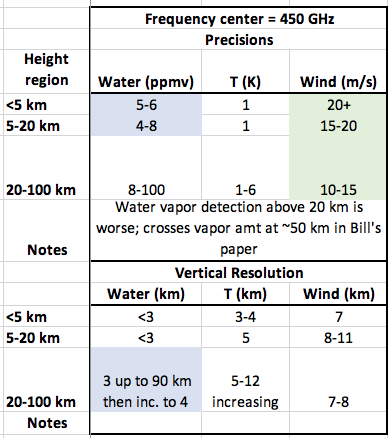 Frequency center = 450 GHz
Precisions
Height region Water (ppmv) T (K) Wind (m/s)
<5 km 5-6 1 20+
5-20 km 4-8 1 15-20
20-100 km 8-100 1-6 10-15
Water vapor detection above 20 km is
worse; crosses vapor amt at ~50 km in Bill's
Notes paper
Vertical Resolution
Water (km) T (km) Wind (km)
<5 km <3 3-4 7
5-20 km <3 5 8-11
3 up to 90 km 5-12
20-100 km then inc. to 4 increasing 7-8
Notes